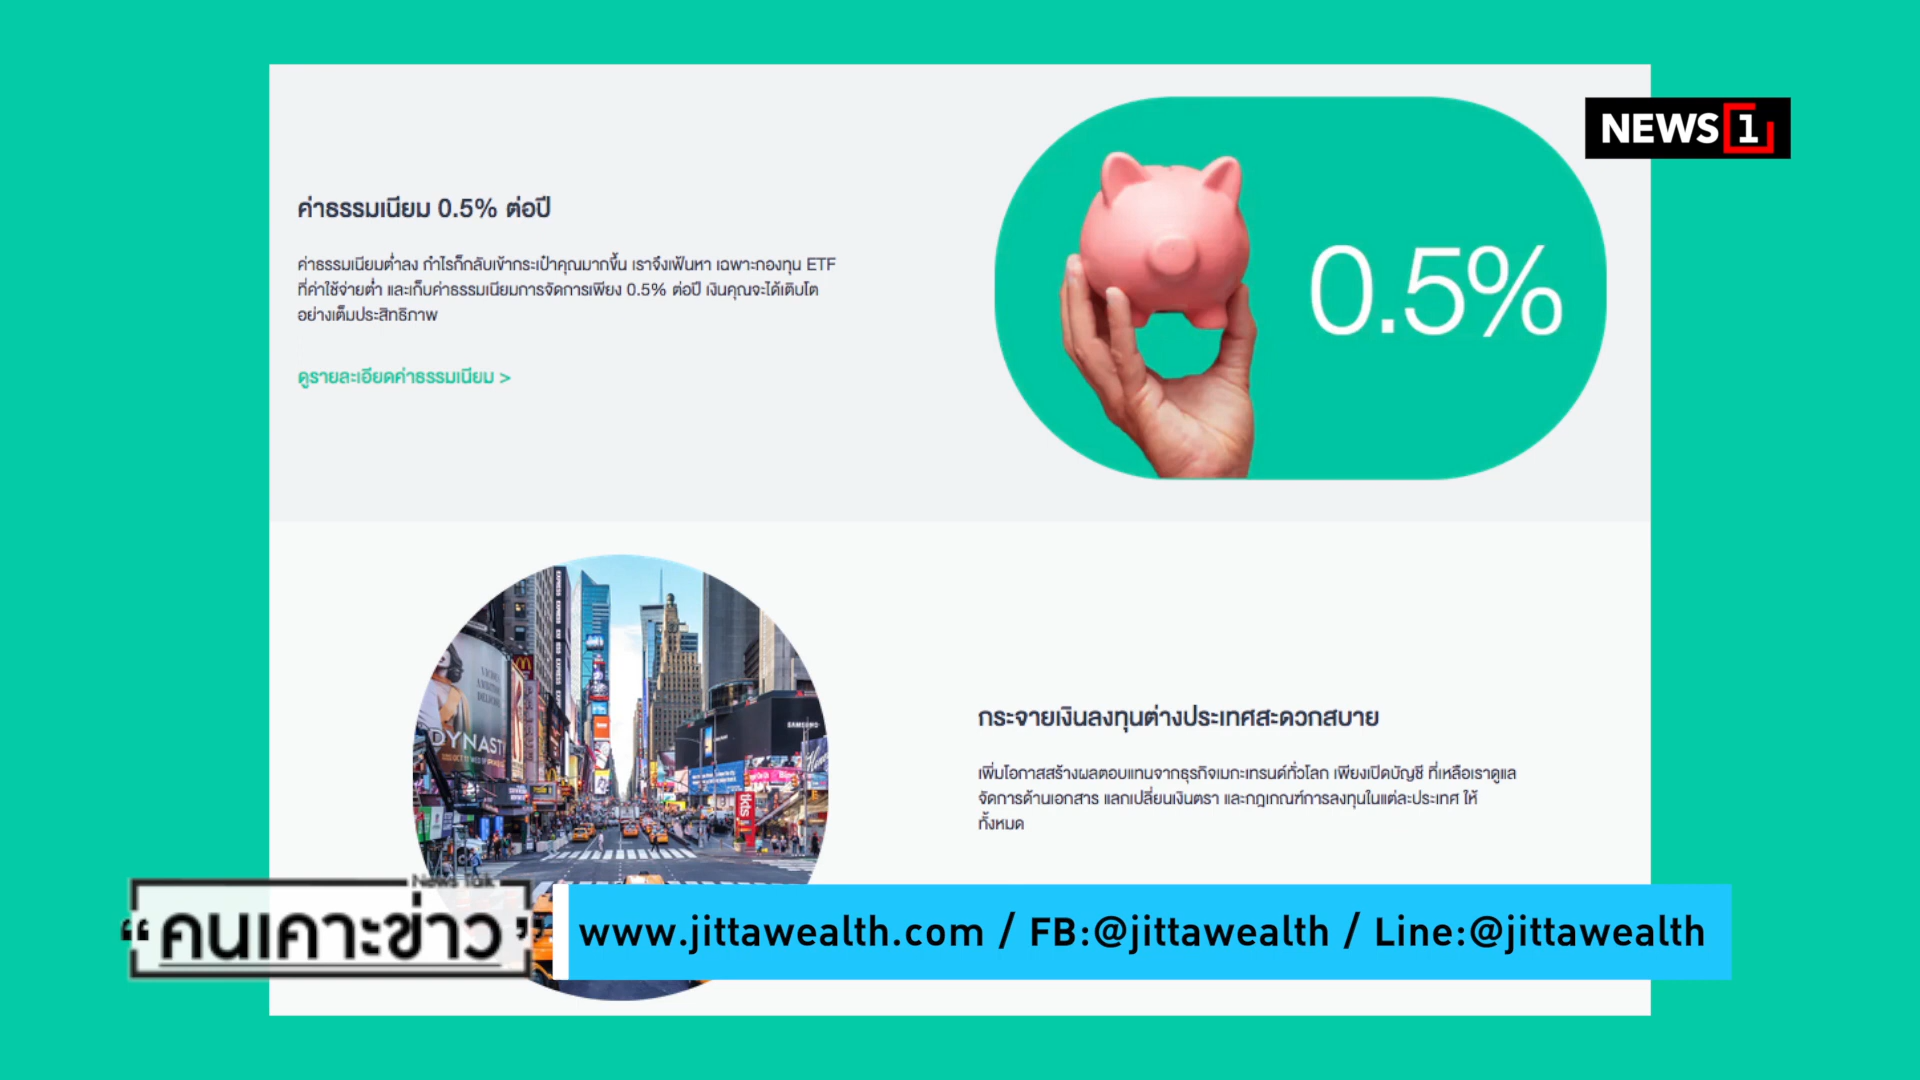 NEWS 1
ค่าธรรมเนียม 0.5% ต่อปี
ค่าธรรมเนียมต่ำลง กำไรก็กลับเข้ากระเป๋าคุณมากขึ้น เราจึงเฟ้นหา เฉพาะกองทุน ETF
ที่ค่าใช้จ่ายต่ำ และเก็บค่าธรรมเนียมการจัดการเพียง 0.5% ต่อปี เงินคุณจะได้เติบโต
อย่างเต็มประสิทธิภาพ
ดูรายละเอียดค่าธรรมเนียม >
0.5%
DYNAST
SAMSUNG
tkts
กระจายเงินลงทุนต่างประเทศสะดวกสบาย
เพิ่มโอกาสสร้างผลตอบแทนจากธุรกิจเมกะเทรนด์ทั่วโลก เพียงเปิดบัญชี ที่เหลือเราดูแล
จัดการด้านเอกสาร แลกเปลี่ยนเงินตรา และกฎเกณฑ์การลงทุนในแต่ละประเทศ ให้
ทั้งหมด
News Talk
“คนเคาะข่าว”
www.jittawealth.com / FB:@jittawealth / Line:@jittawealth